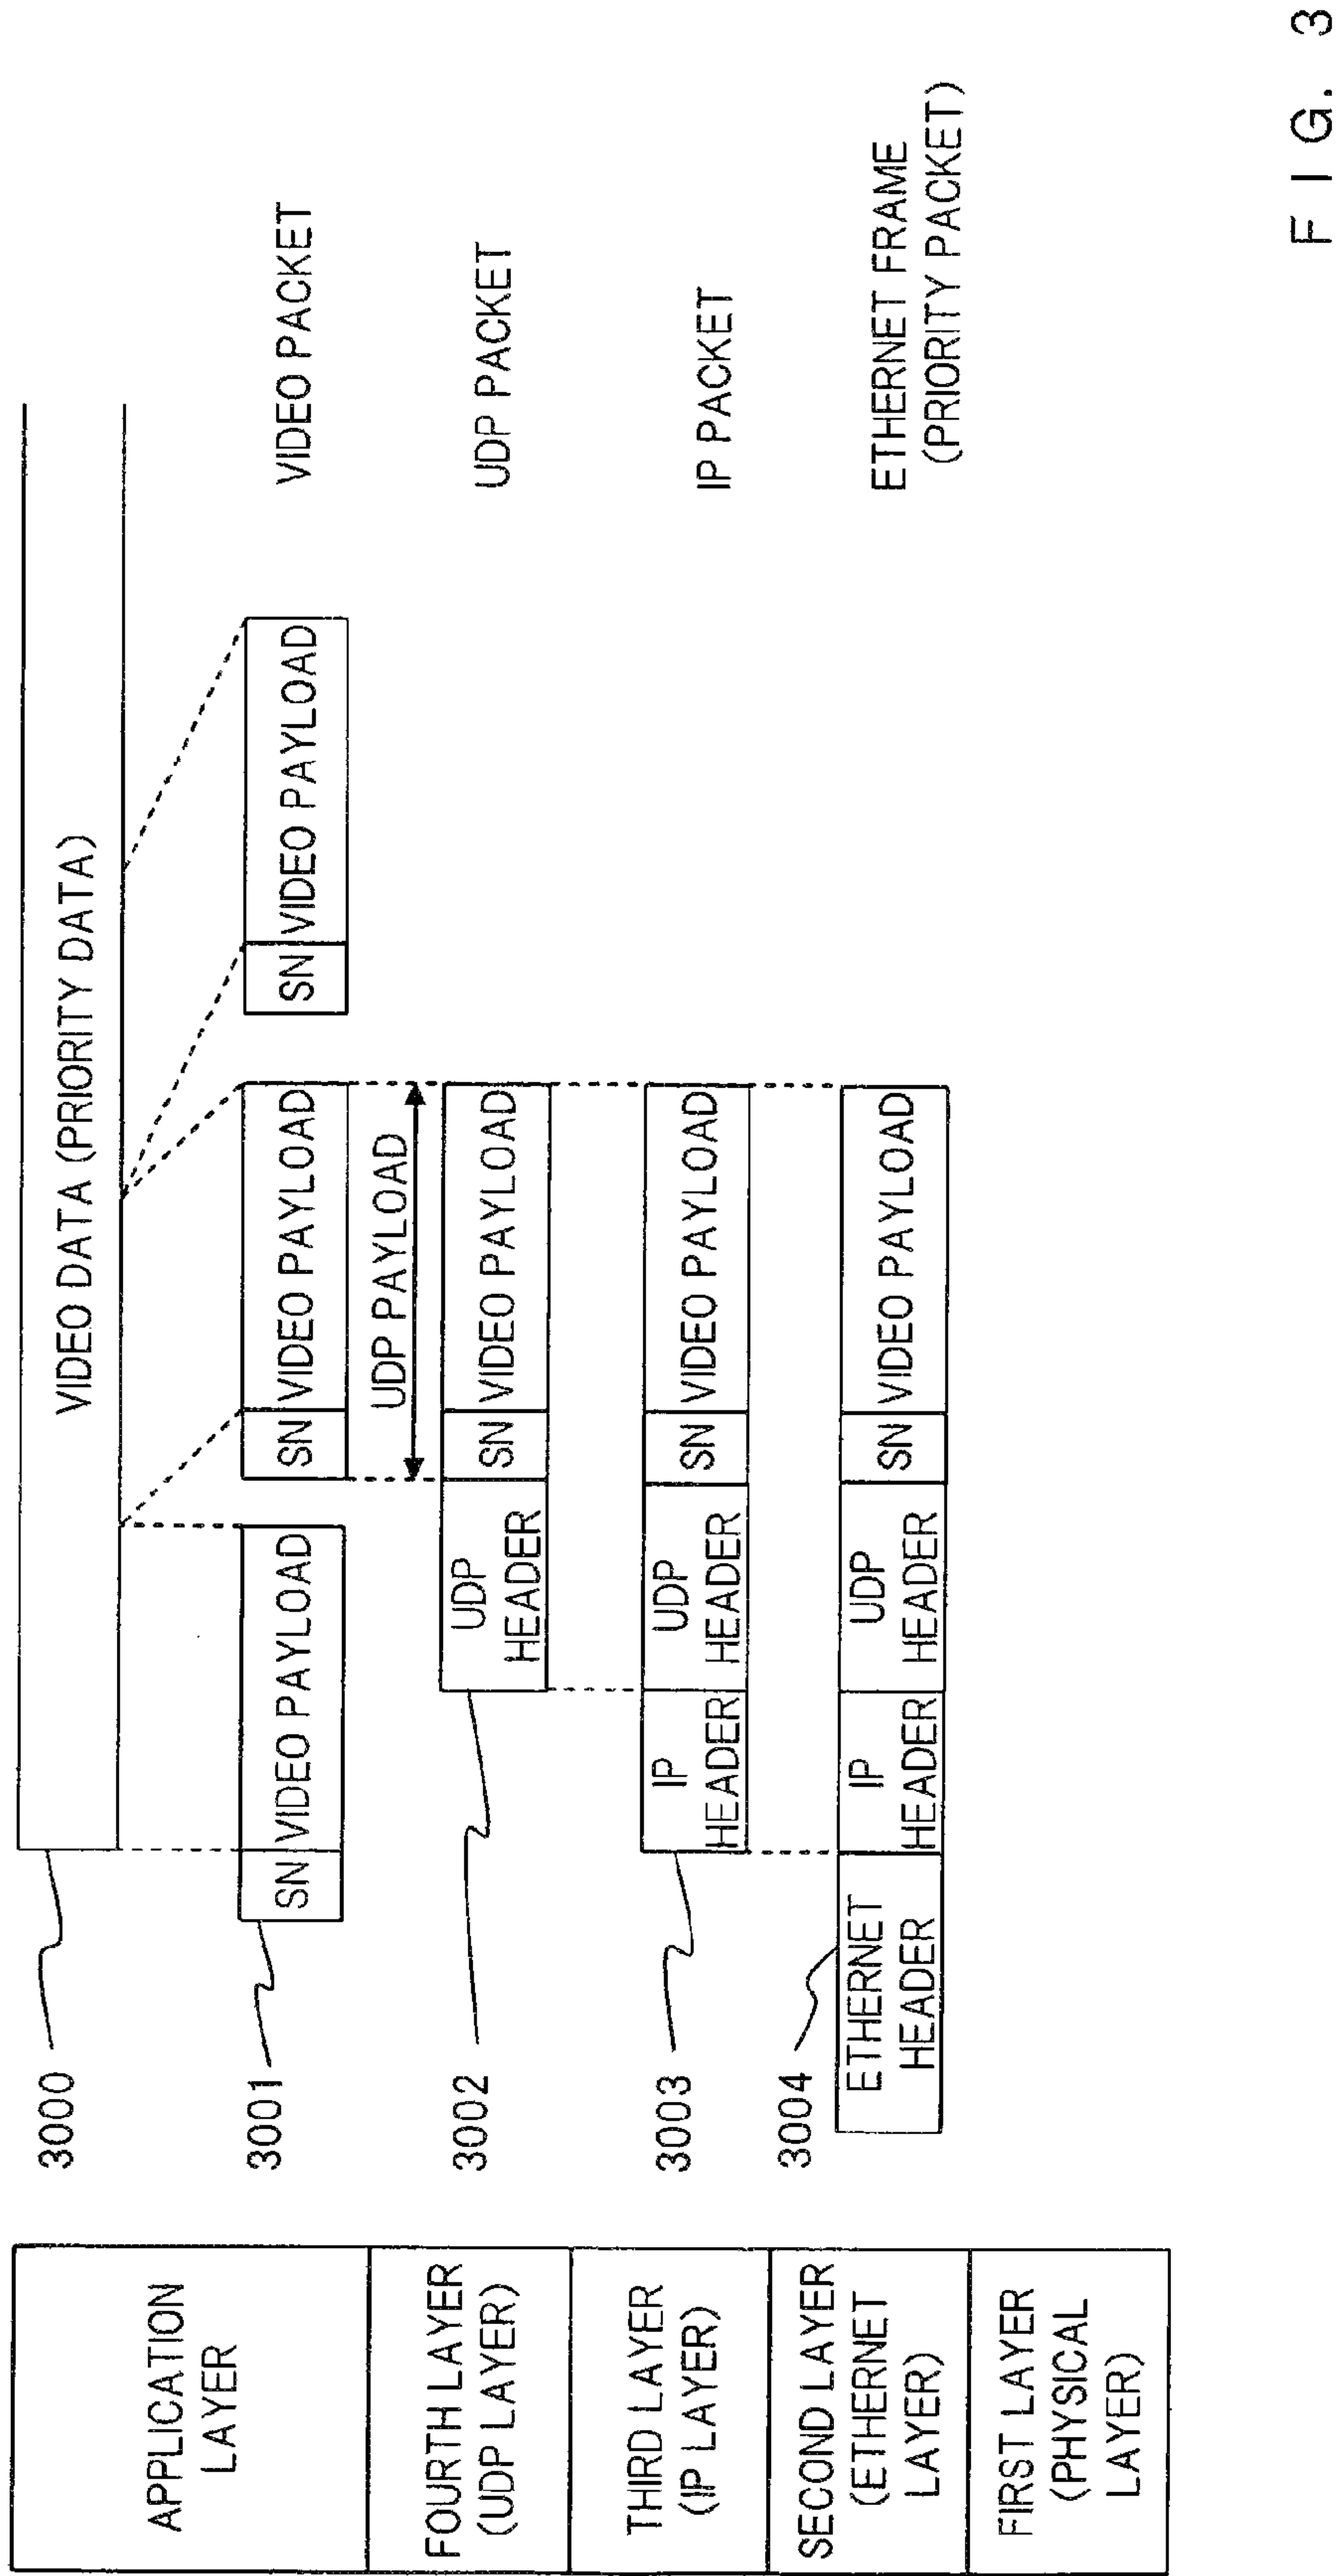 APPLICATION
LAYER
FOURTH LAYER
(UDP LAYER)
THIRD LAYER
(IP LAYER)
SECOND LAYER
(ETHERNET
LAYER)
FIRST LAYER
(PHYSICAL
LAYER)
3000
VIDEO DATA (PRIORITY DATA)
3001
SN VIDEO PAYLOAD
SN VIDEO PAYLOAD
SN VIDEO PAYLOAD
VIDEO PACKET
UDP PAYLOAD
3002
UDP
HEADER
SN VIDEO PAYLOAD
UDP PACKET
3003
IP
HEADER
UDP
HEADER
SN VIDEO PAYLOAD
IP PACKET
3004
ETHERNET
HEADER
IP
HEADER
UDP
HEADER
SN VIDEO PAYLOAD
ETHERNET FRAME
(PRIORITY PACKET)
FIG. 3